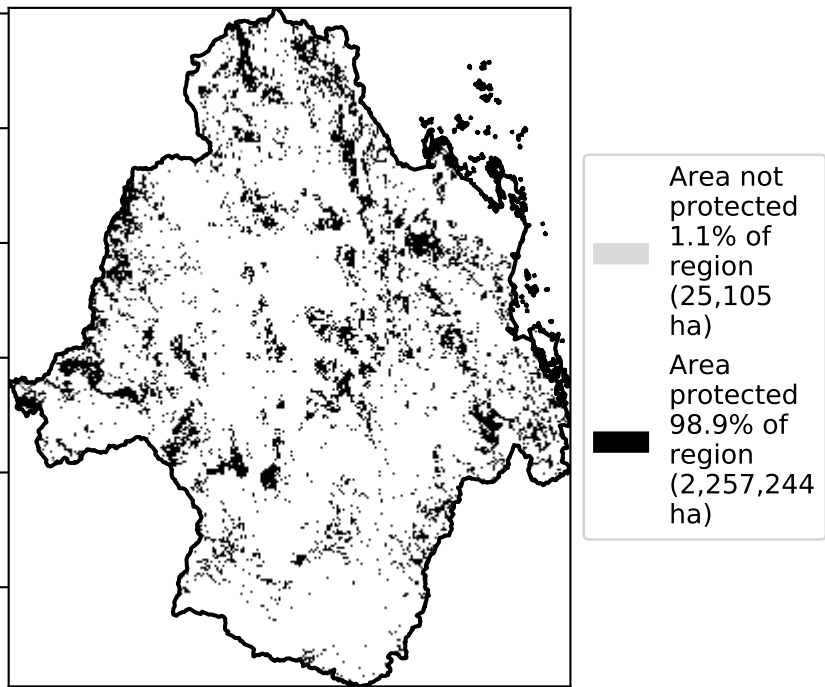 Area not
protected
1.1% of
region
(25,105
ha)
Area
protected
98.9% of
region
(2,257,244
ha)